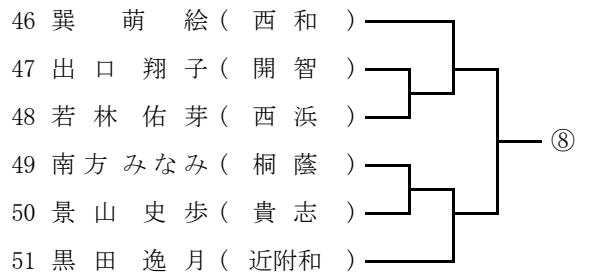 46 巽 萌 絵 ( 西 和 )
47 出 口 翔 子 ( 開 智 )
48 若 林 佑 芽 ( 西 浜 )
49 南 方 みなみ ( 桐 蔭 )
50 景 山 史 歩 ( 貴 志 )
51 黒 田 逸 月 ( 近附和 )
⑧